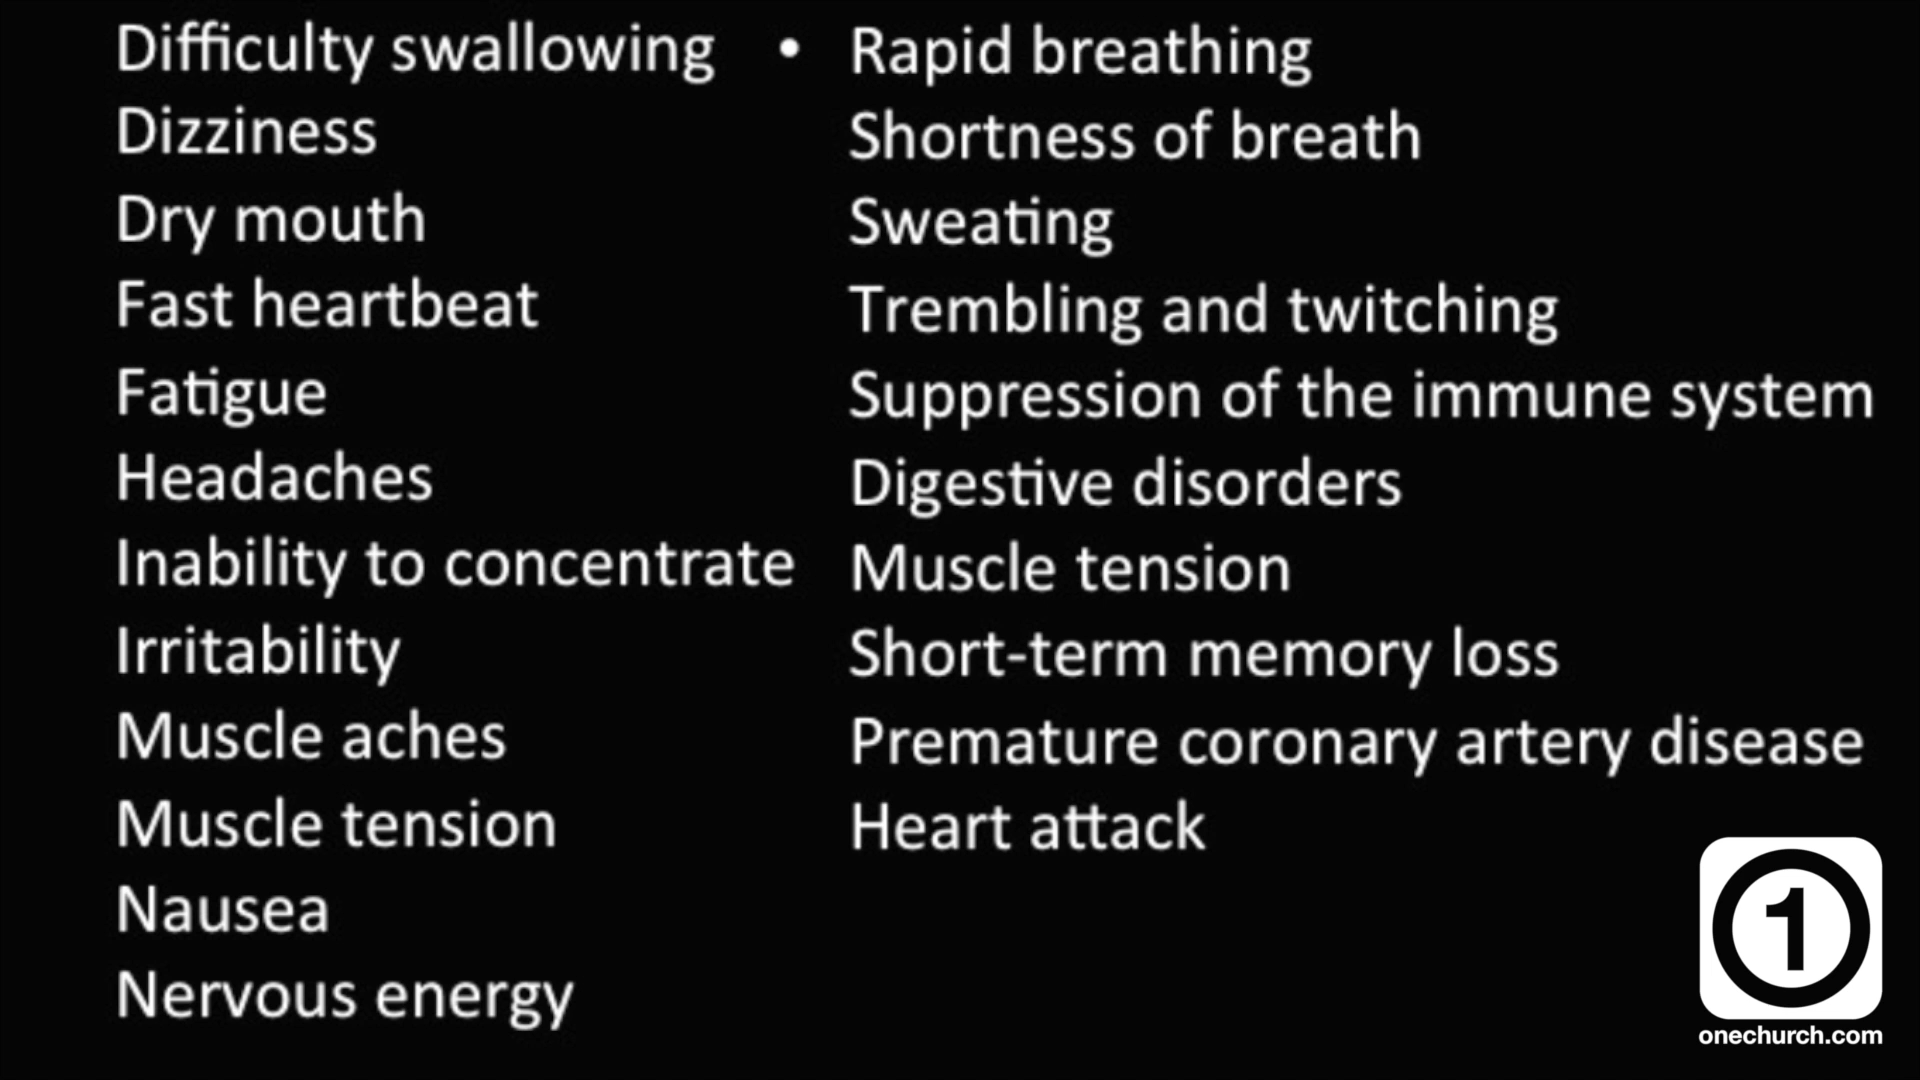 Difficulty swallowing
Dizziness
Dry mouth
Fast heartbeat
Fatigue
Headaches
Inability to concentrate
Irritability
Muscle aches
Muscle tension
Nausea
Nervous energy
• Rapid breathing
Shortness of breath
Sweating
Trembling and twitching
Suppression of the immune system
Digestive disorders
Muscle tension
Short-term memory loss
Premature coronary artery disease
Heart attack
1
onechurch.com